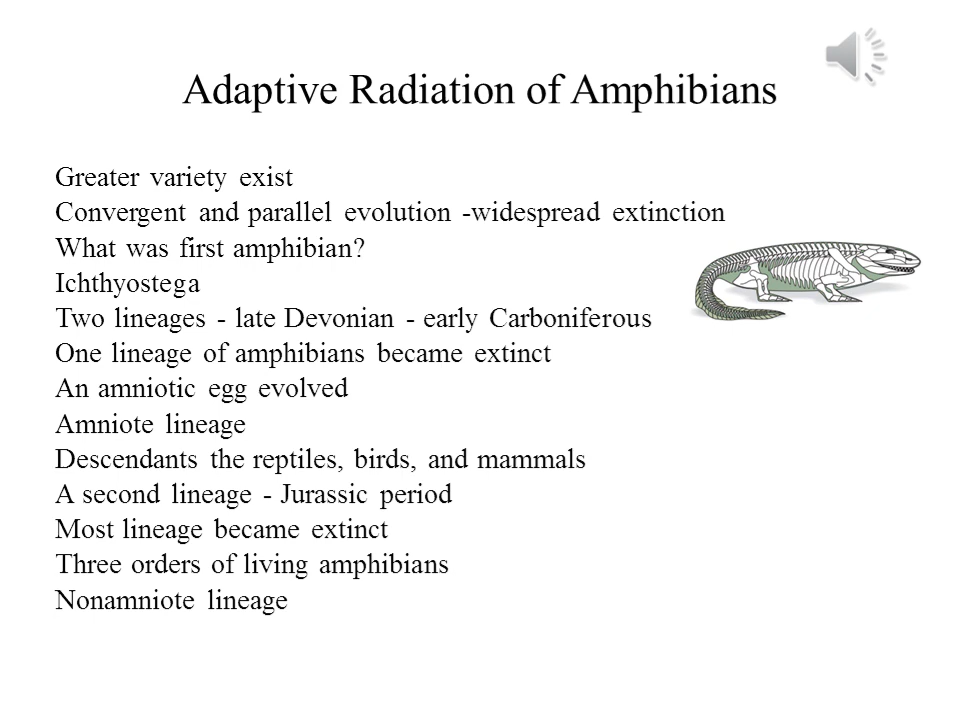 Adaptive Radiation of Amphibians
Greater variety exist
Convergent and parallel evolution -widespread extinction
What was first amphibian?
Ichthyostega
Two lineages - late Devonian - early Carboniferous
One lineage of amphibians became extinct
An amniotic egg evolved
Amniote lineage
Descendants the reptiles, birds, and mammals
A second lineage - Jurassic period
Most lineage became extinct
Three orders of living amphibians
Nonamniote lineage